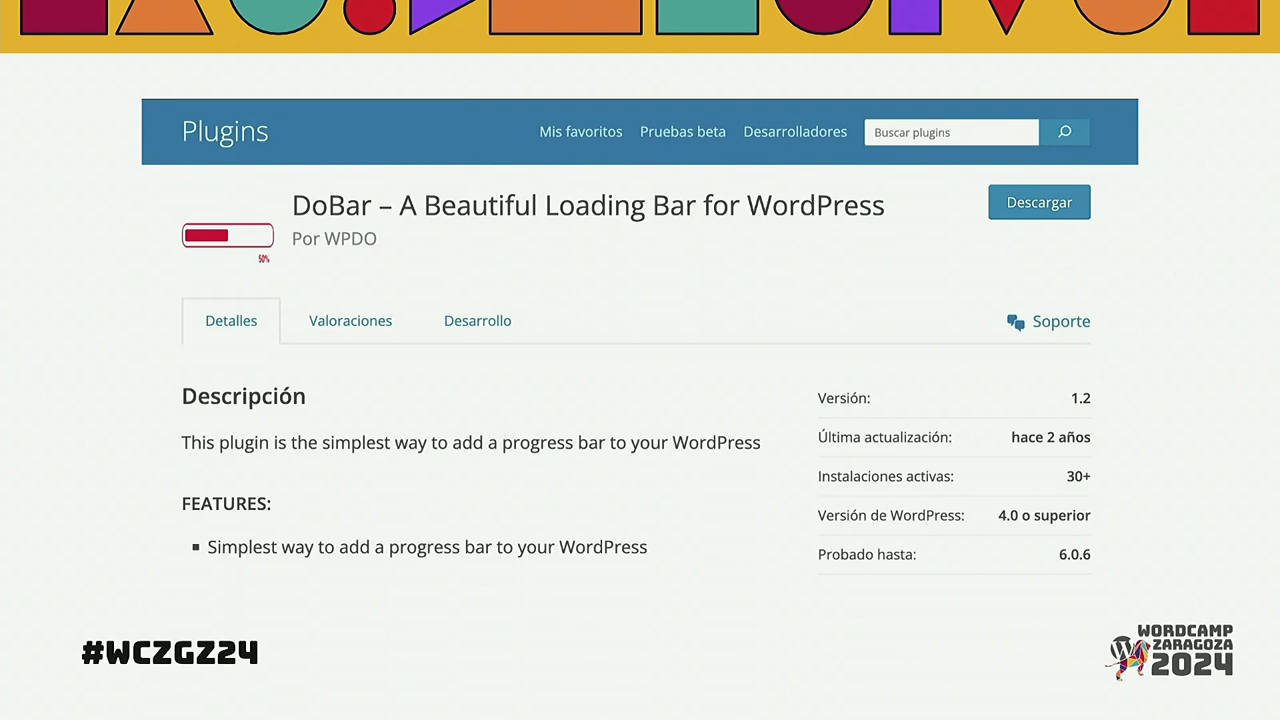 Plugins
Mis favoritos Pruebas beta Desarrolladores Buscar plugins
DoBar – A Beautiful Loading Bar for WordPress
Descargar
Por WPDO
50%
Detalles Valoraciones Desarrollo Soporte
Descripción
This plugin is the simplest way to add a progress bar to your WordPress
FEATURES:
▪ Simplest way to add a progress bar to your WordPress
Versión: 1.2
Última actualización: hace 2 años
Instalaciones activas: 30+
Versión de WordPress: 4.0 o superior
Probado hasta: 6.0.6
#WCZGZ24
WORDCAMP
ZARAGOZA
2024